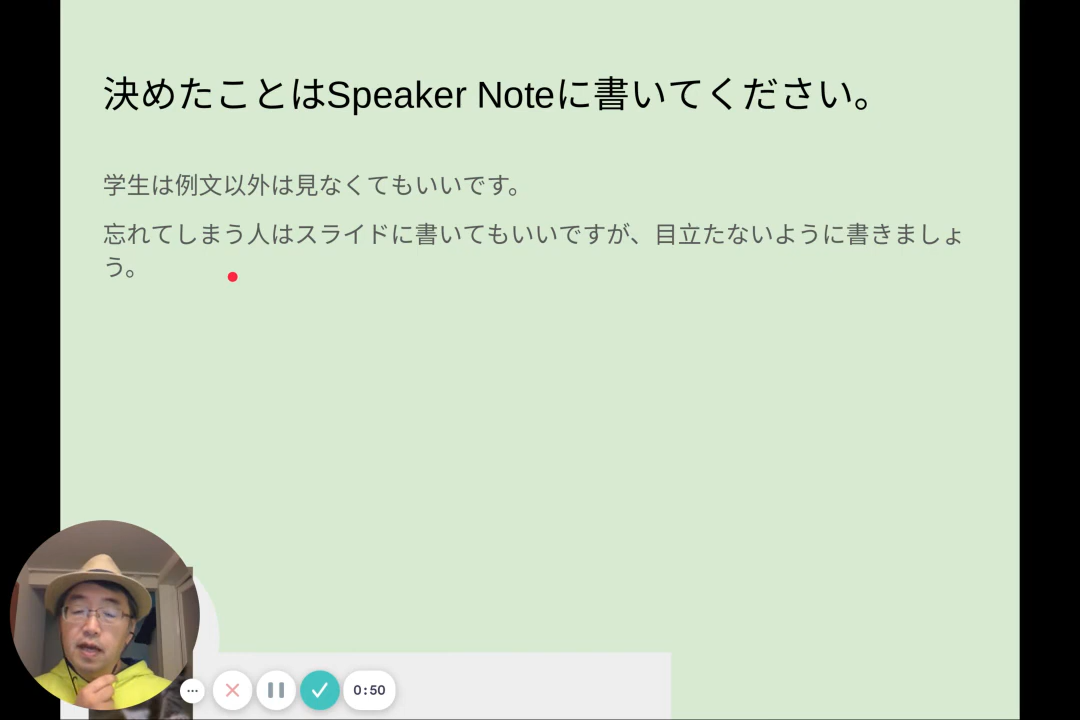 決めたことはSpeaker Noteに書いてください。
学生は例文以外は見なくてもいいです。
忘れてしまう人はスライドに書いてもいいですが、目立たないように書きましょ
う。
0:50